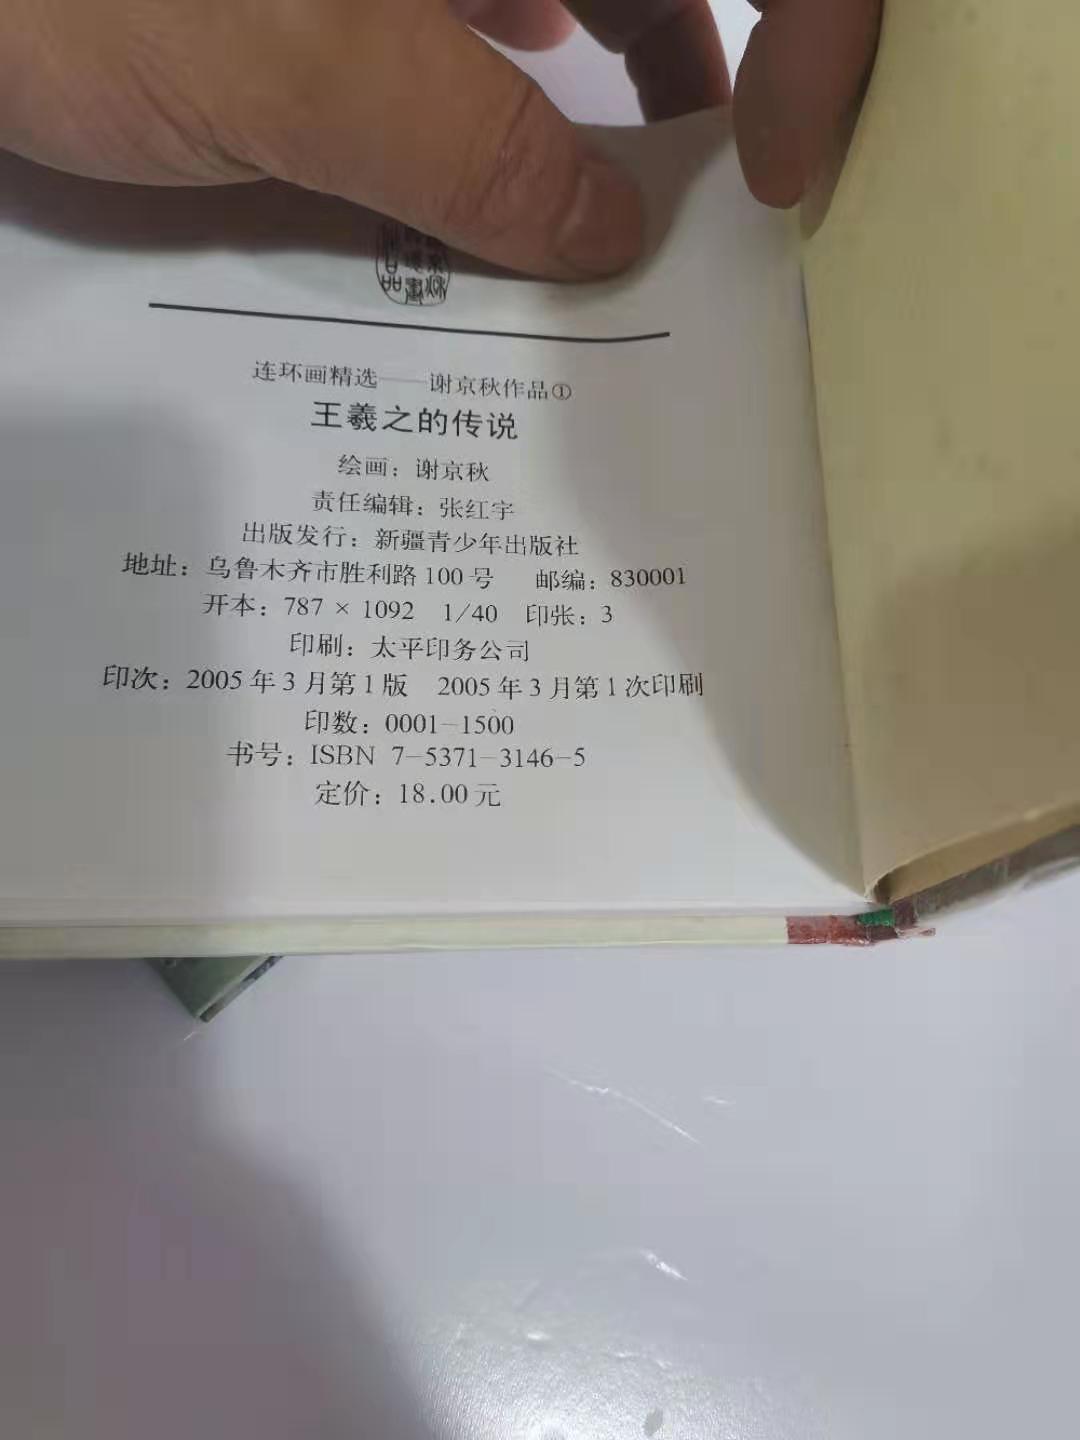 连环画精选——谢京秋作品①
王羲之的传说
绘画：谢京秋
责任编辑：张红宇
出版发行：新疆青少年出版社
地址：乌鲁木齐市胜利路100号 邮编：830001
开本：787 × 1092 1/40 印张：3
印刷：太平印务公司
印次：2005年3月第1版 2005年3月第1次印刷
印数：0001-1500
书号：ISBN 7-5371-3146-5
定价：18.00元